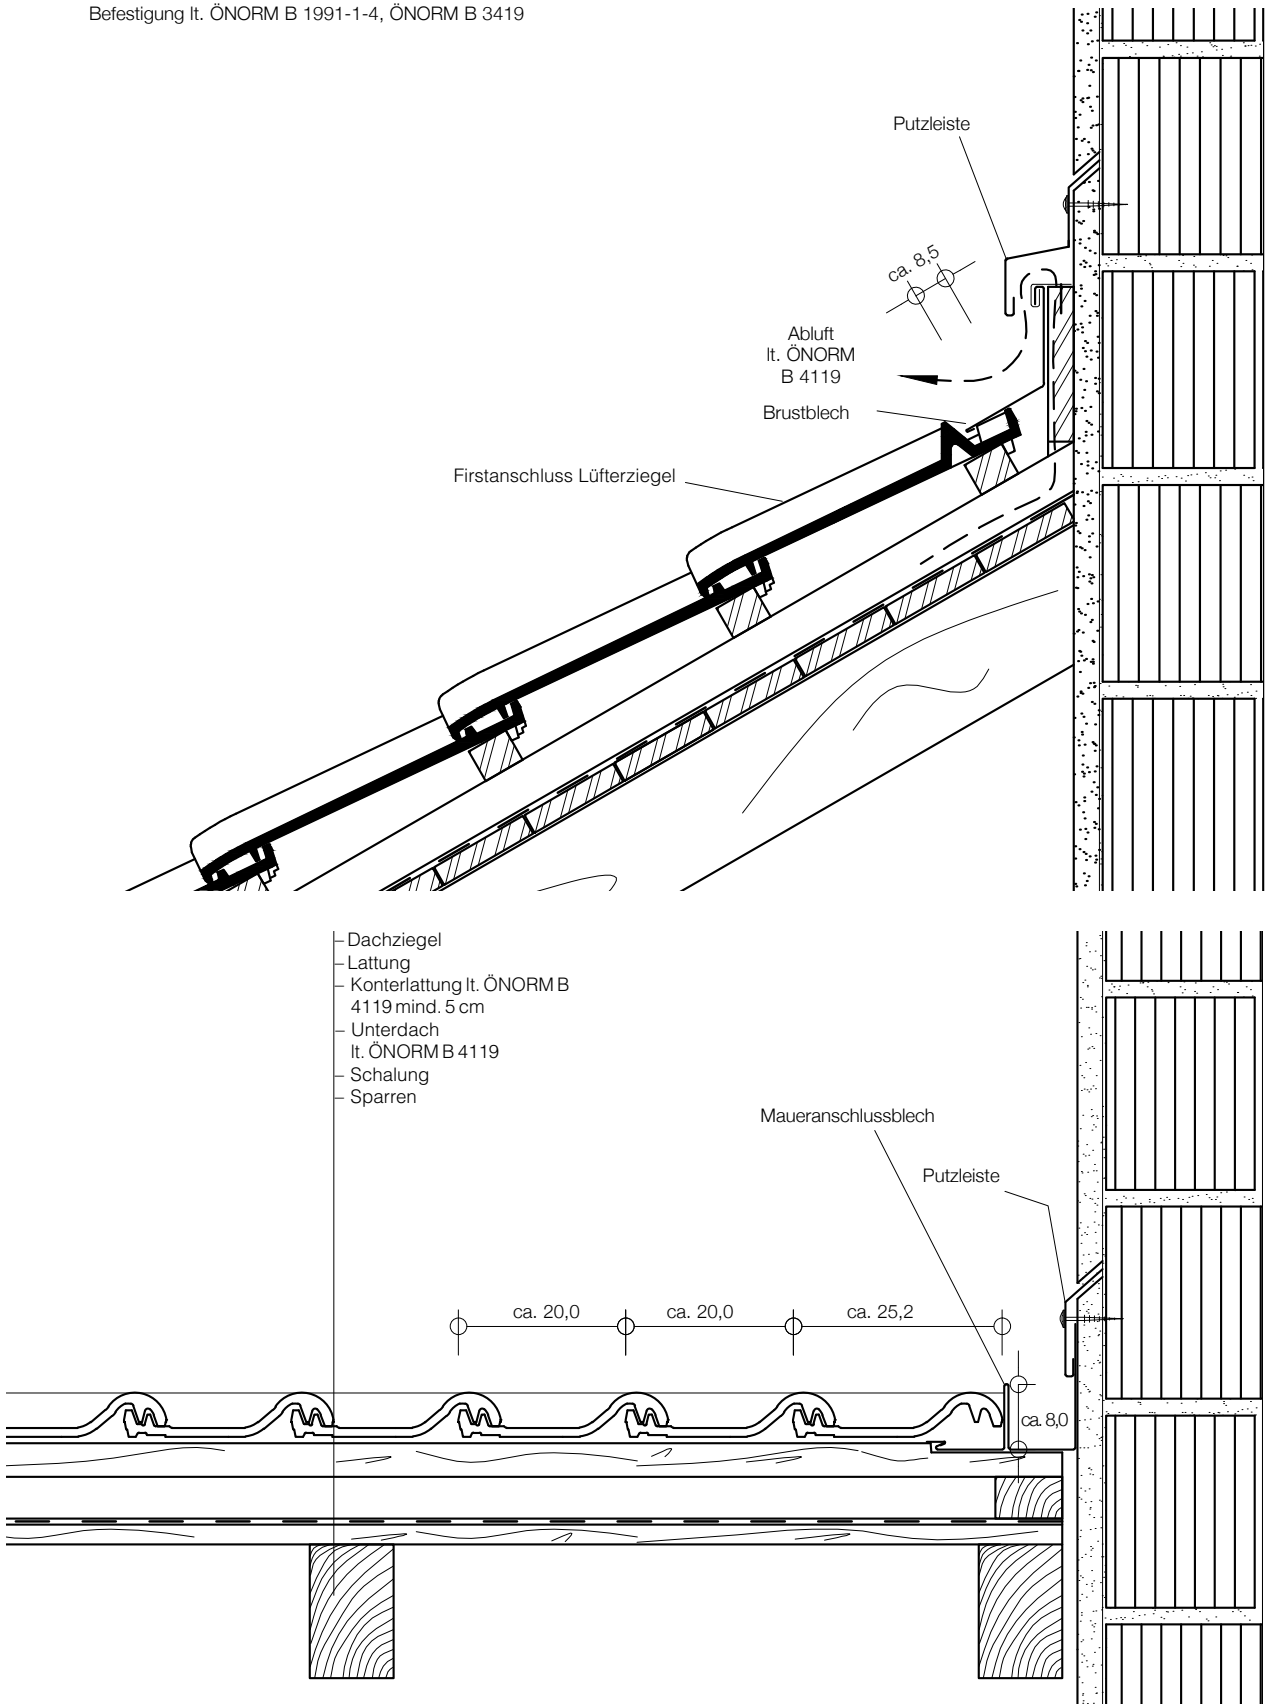 Befestigung lt. ÖNORM B 1991-1-4, ÖNORM B 3419
Putzleiste
ca. 8,5
Abluft
lt. ÖNORM
B 4119
Brustblech
Firstanschluss Lüfterziegel
Dachziegel
Lattung
Konterlattung lt. ÖNORM B
4119 mind. 5 cm
Unterdach
lt. ÖNORM B 4119
Schalung
Sparren
Maueranschlussblech
Putzleiste
ca. 20,0
ca. 20,0
ca. 25,2
ca. 8,0